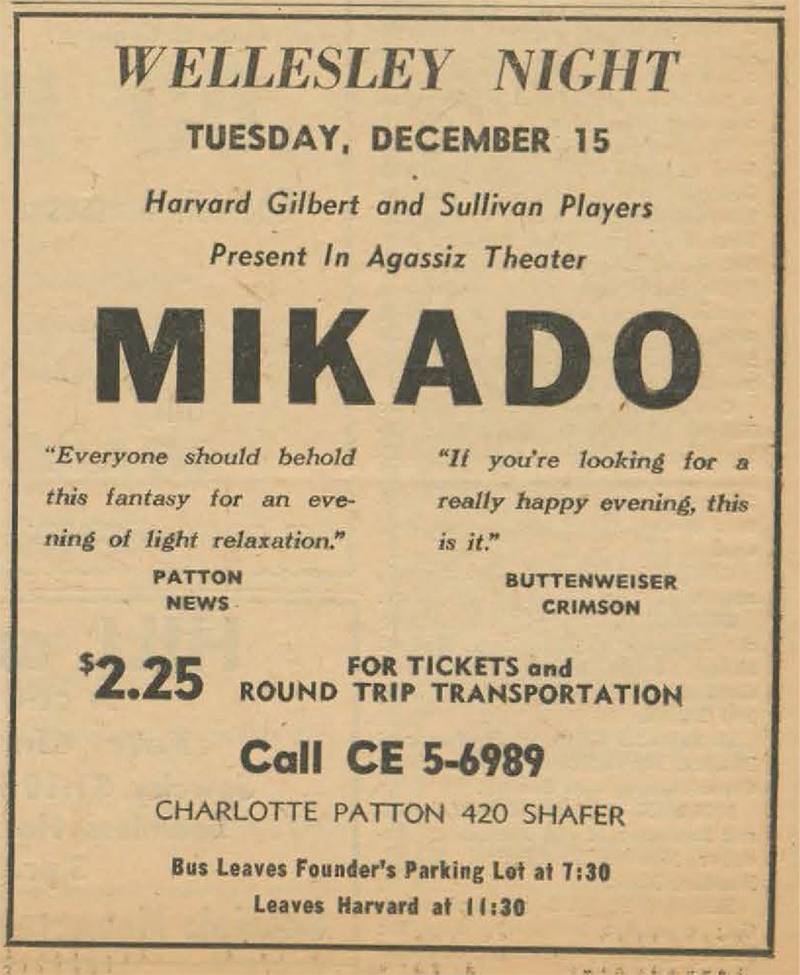 WELLESLEY NIGHT
TUESDAY, DECEMBER 15
Harvard Gilbert and Sullivan Players
Present In Agassiz Theater
MIKADO
"Everyone should behold
this fantasy for an eve-
ning of light relaxation."
PATTON
NEWS
"If you're looking for a
really happy evening, this
is it."
BUTTENWEISER
CRIMSON
$2.25
FOR TICKETS and
ROUND TRIP TRANSPORTATION
Call CE 5-6989
CHARLOTTE PATTON 420 SHAFER
Bus Leaves Founder's Parking Lot at 7:30
Leaves Harvard at 11:30